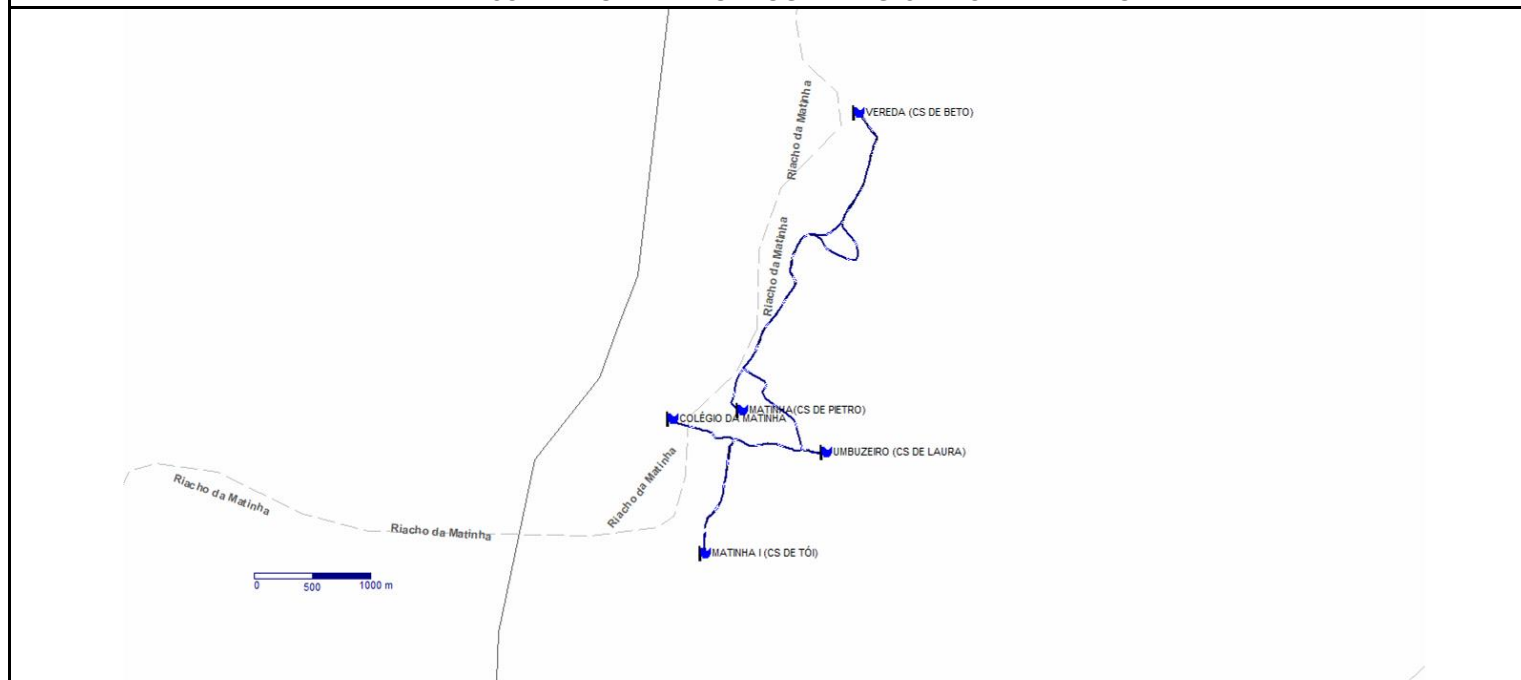 Riacho da Matinha
VEREDA (CS DE BETO)
Riacho da Matinha
MATINHA(CS DE PIETRO)
COLÉGIO DA MATINHA
UMBUZEIRO (CS DE LAURA)
Riacho da Matinha
Riacho da Matinha
Riacho da Matinha
MATINHA I (CS DE TÓI)
0 500 1000 m